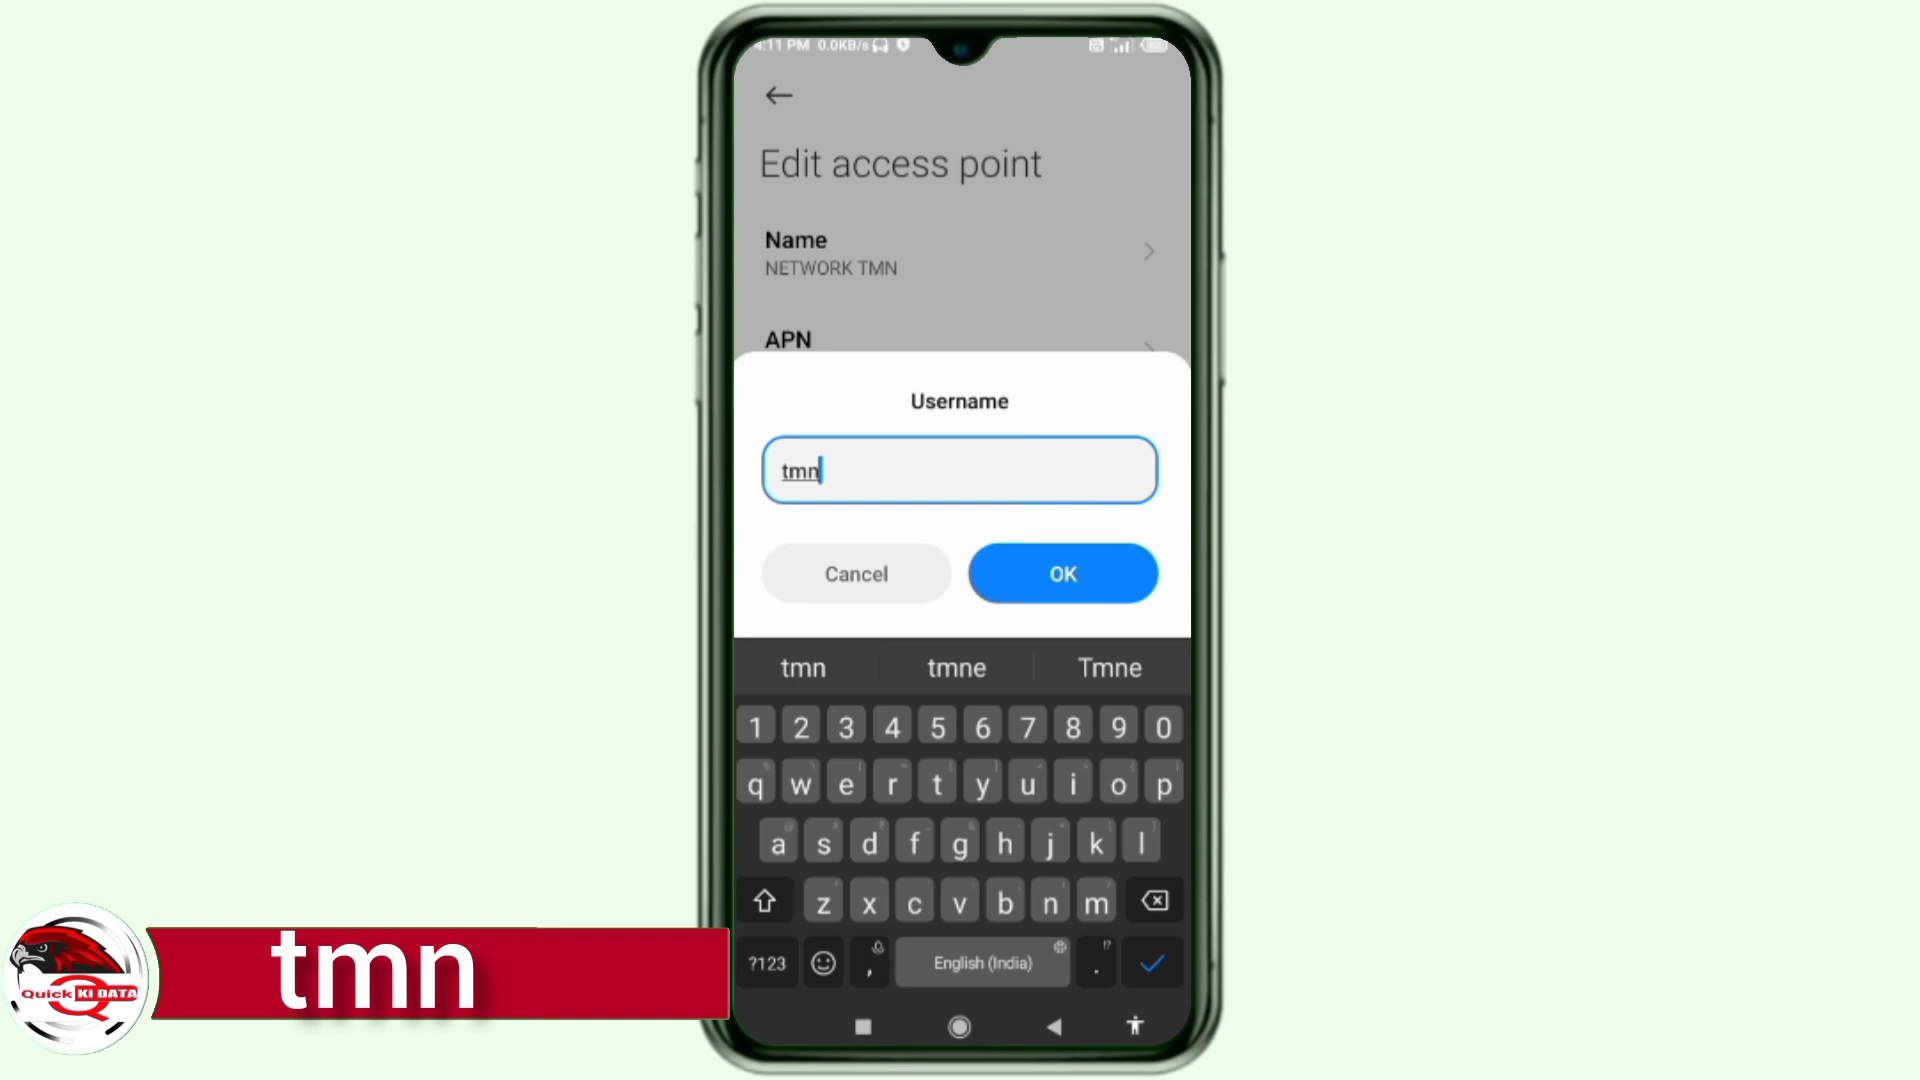 4:11 PM 0.0KB/s
Edit access point
Name
NETWORK TMN
APN
Username
tmn
Cancel OK
tmn tmne Tmne
1 2 3 4 5 6 7 8 9 0
q w e r t y u i o p
a s d f g h j k l
z x c v b n m
?123 , English (India) . !?
Quick KI DATA
tmn